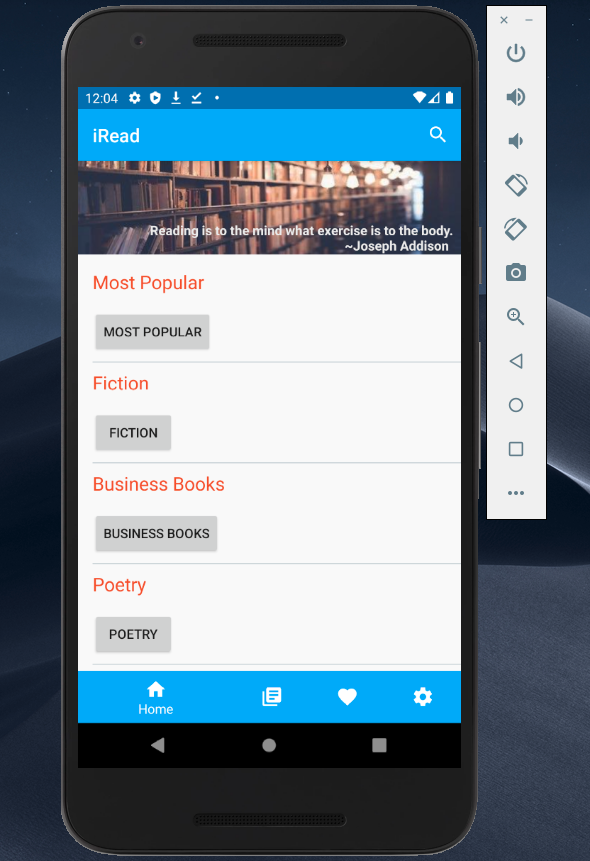 12:04
iRead
Reading is to the mind what exercise is to the body.
~Joseph Addison
Most Popular
MOST POPULAR
Fiction
FICTION
Business Books
BUSINESS BOOKS
Poetry
POETRY
Home